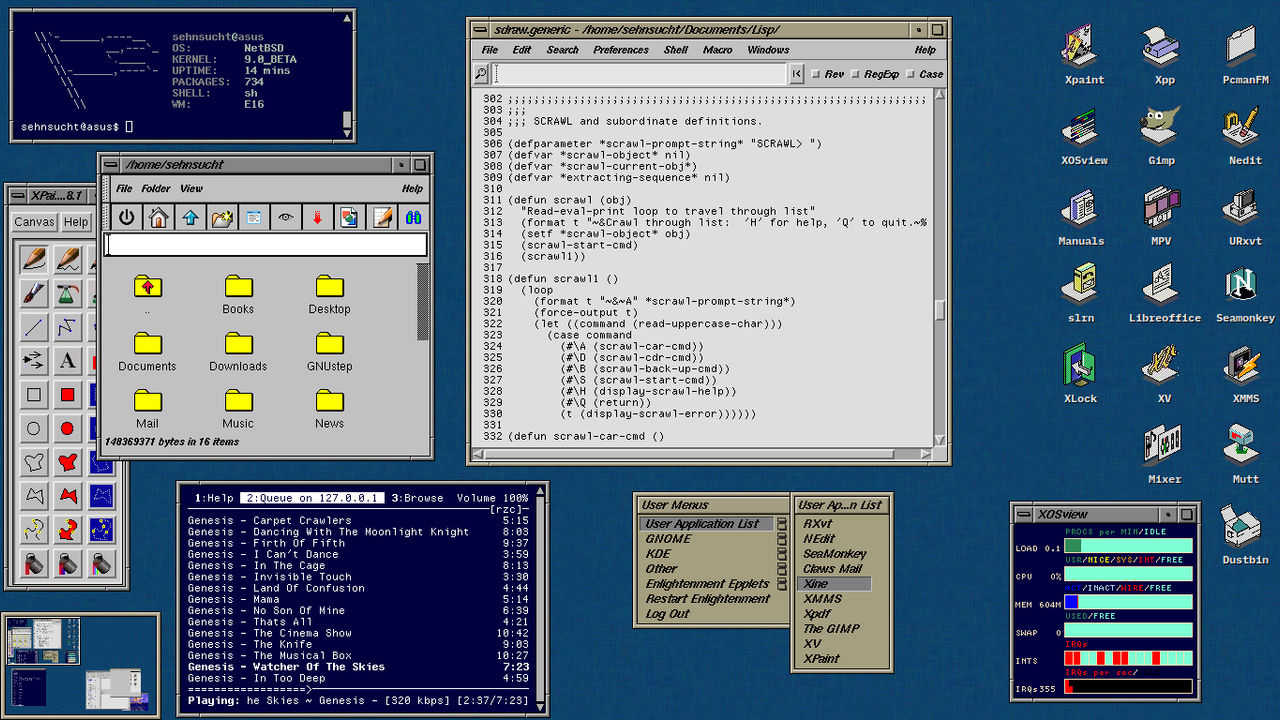 sehnsucht@asus
OS: NetBSD
KERNEL: 9.0_BETA
UPTIME: 14 mins
PACKAGES: 734
SHELL: sh
WM: E16
sehnsucht@asus$
/home/sehnsucht
File Folder View Help
..
Books
Desktop
Documents
Downloads
GNUstep
Mail
Music
News
148369371 bytes in 16 items
XPai....8.1
Canvas Help
A
sdraw.generic - /home/sehnsucht/Documents/Lisp/
File Edit Search Preferences Shell Macro Windows Help
Rev RegExp Case
302 ;;;;;;;;;;;;;;;;;;;;;;;;;;;;;;;;;;;;;;;;;;;;;;;;;;;;;;;;;;;;;;;;
303 ;;;
304 ;;; SCRAWL and subordinate definitions.
305
306 (defparameter *scrawl-prompt-string* "SCRAWL> ")
307 (defvar *scrawl-object* nil)
308 (defvar *scrawl-current-obj*)
309 (defvar *extracting-sequence* nil)
310
311 (defun scrawl (obj)
312 "Read-eval-print loop to travel through list"
313 (format t "~&Crawl through list: 'H' for help, 'Q' to quit.~%
314 (setf *scrawl-object* obj)
315 (scrawl-start-cmd)
316 (scrawl1))
317
318 (defun scrawl1 ()
319 (loop
320 (format t "~&~A" *scrawl-prompt-string*)
321 (force-output t)
322 (let ((command (read-uppercase-char)))
323 (case command
324 (#\A (scrawl-car-cmd))
325 (#\D (scrawl-cdr-cmd))
326 (#\B (scrawl-back-up-cmd))
327 (#\S (scrawl-start-cmd))
328 (#\H (display-scrawl-help))
329 (#\Q (return))
330 (t (display-scrawl-error))))))
331
332 (defun scrawl-car-cmd ()
Xpaint
Xpp
PcmanFM
XOSview
Gimp
Nedit
Manuals
MPV
URxvt
slrn
Libreoffice
Seamonkey
XLock
XV
XMMS
Mixer
Mutt
Dustbin
1:Help 2:Queue on 127.0.0.1 3:Browse Volume 100%
[rzc]
Genesis - Carpet Crawlers 5:15
Genesis - Dancing With The Moonlight Knight 8:03
Genesis - Firth Of Fifth 9:37
Genesis - I Can't Dance 3:59
Genesis - In The Cage 8:13
Genesis - Invisible Touch 3:30
Genesis - Land Of Confusion 4:44
Genesis - Mama 5:14
Genesis - No Son Of Mine 6:39
Genesis - Thats All 4:21
Genesis - The Cinema Show 10:42
Genesis - The Knife 9:03
Genesis - The Musical Box 10:27
Genesis - Watcher Of The Skies 7:23
Genesis - In Too Deep 4:59
Playing: he Skies ~ Genesis - [320 kbps] [2:37/7:23]
User Menus
User Application List
GNOME
KDE
Other
Enlightenment Epplets
Restart Enlightenment
Log Out
User Ap...n List
RXvt
NEdit
SeaMonkey
Claws Mail
Xine
XMMS
Xpdf
The GIMP
XV
XPaint
XOSview
PROCS per MIN/IDLE
LOAD 0.1
USR/NICE/SYS/INT/FREE
CPU 0%
/INACT/WIRE/FREE
MEM 604M
USED/FREE
SWAP 0
IRQs
INTS
IRQs per sec/
IRQs355